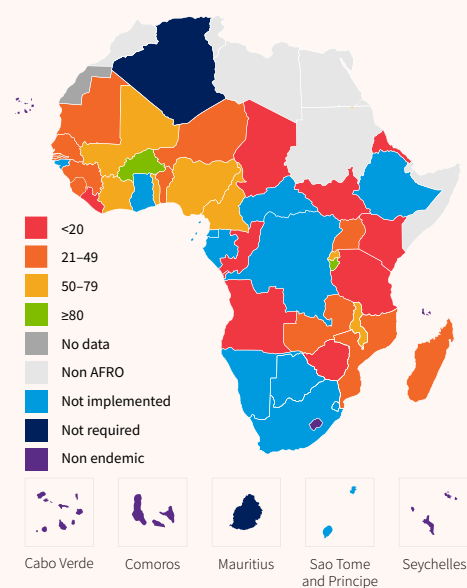 <20
21–49
50–79
≥80
No data
Non AFRO
Not implemented
Not required
Non endemic
Cabo Verde
Comoros
Mauritius
Sao Tome
and Principe
Seychelles